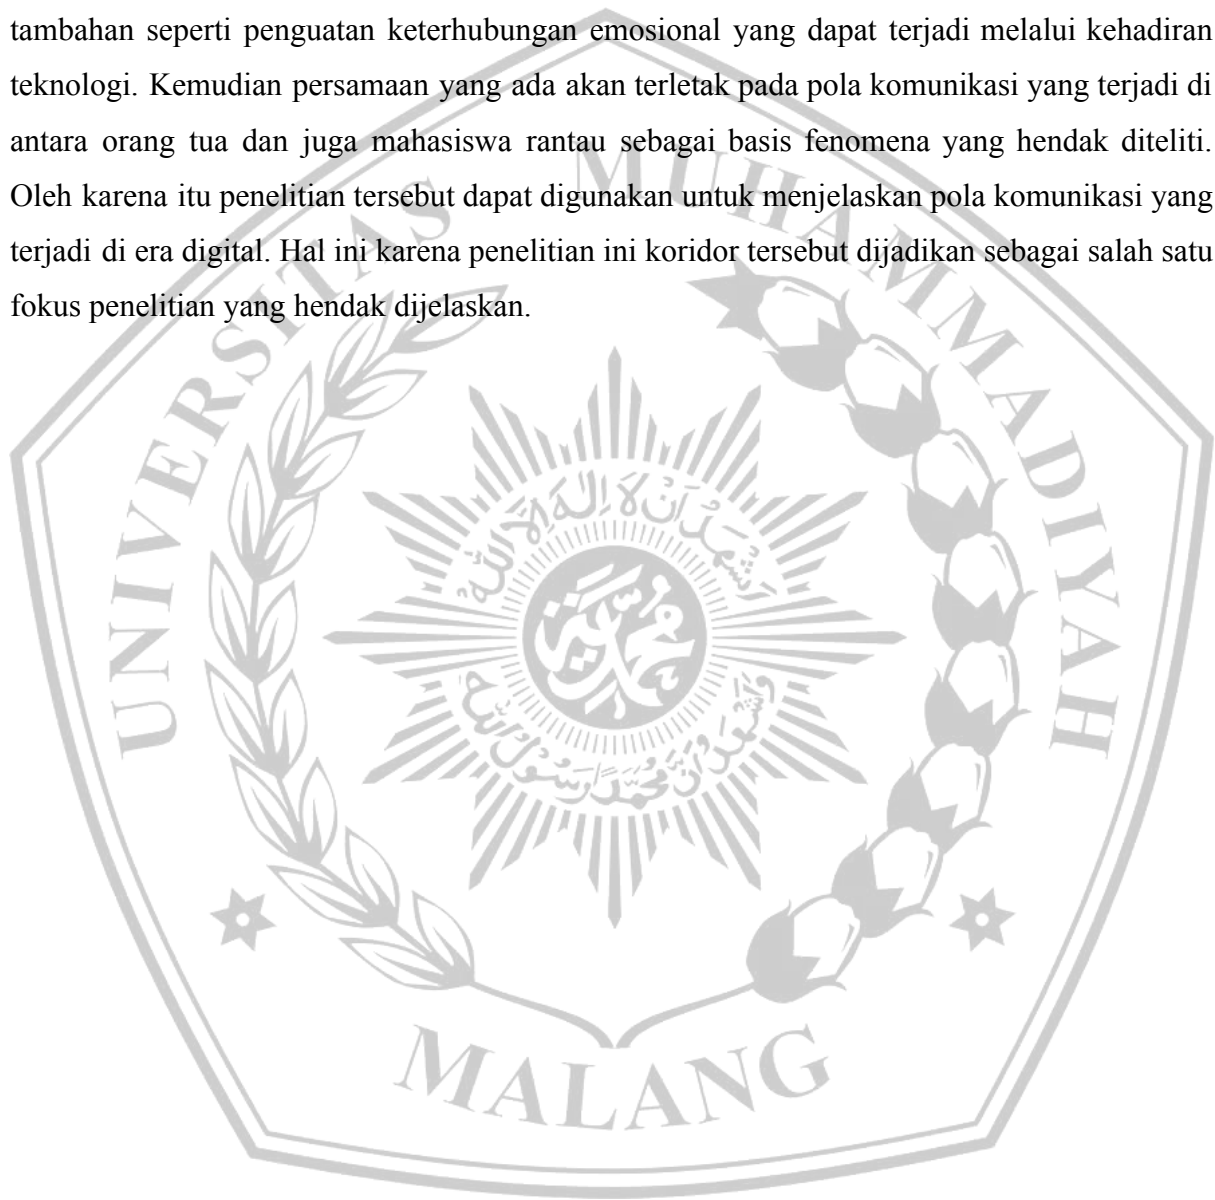 tambahan seperti penguatan keterhubungan emosional yang dapat terjadi melalui kehadiran
teknologi. Kemudian persamaan yang ada akan terletak pada pola komunikasi yang terjadi di
antara orang tua dan juga mahasiswa rantau sebagai basis fenomena yang hendak diteliti.
Oleh karena itu penelitian tersebut dapat digunakan untuk menjelaskan pola komunikasi yang
terjadi di era digital. Hal ini karena penelitian ini koridor tersebut dijadikan sebagai salah satu
fokus penelitian yang hendak dijelaskan.
UNIVERSITAS MUHAMMADIYAH
MALANG